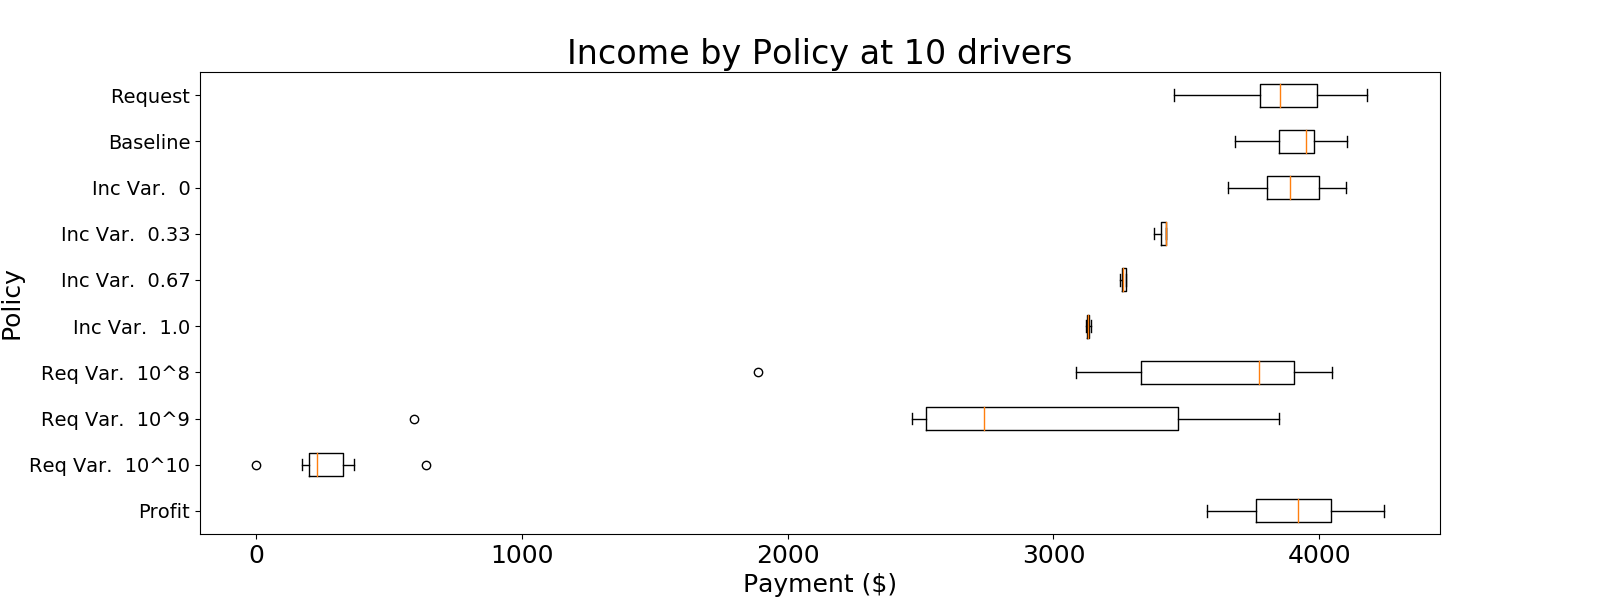 Income by Policy at 10 drivers
Request
Baseline
Inc Var.  0
Inc Var.  0.33
Inc Var.  0.67
Inc Var.  1.0
Req Var.  10^8
Req Var.  10^9
Req Var.  10^10
Profit
Policy
0 1000 2000 3000 4000
Payment ($)